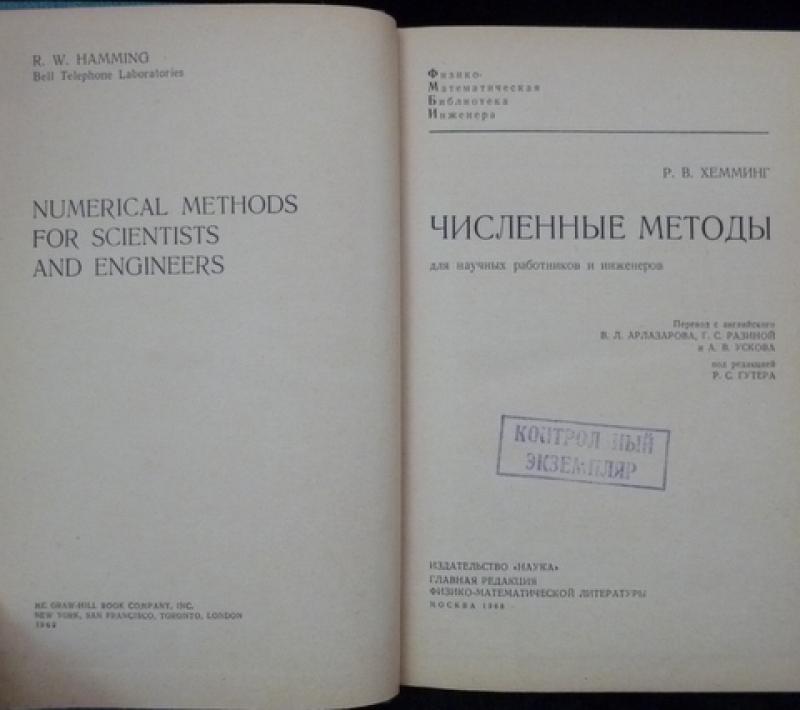 R. W. HAMMING
Bell Telephone Laboratories
NUMERICAL METHODS
FOR SCIENTISTS
AND ENGINEERS
MC GRAW-HILL BOOK COMPANY, INC.
NEW YORK, SAN FRANCISCO, TORONTO, LONDON
1962
Физико-
Математическая
Библиотека
Инженера
Р. В. ХЕММИНГ
ЧИСЛЕННЫЕ МЕТОДЫ
для научных работников и инженеров
Перевод с английского
В. Л. АРЛАЗАРОВА, Г. С. РАЗИНОЙ
и А. В. УСКОВА
под редакцией
Р. С. ГУТЕРА
КОНТРОЛЬНЫЙ
ЭКЗЕМПЛЯР
ИЗДАТЕЛЬСТВО «НАУКА»
ГЛАВНАЯ РЕДАКЦИЯ
ФИЗИКО-МАТЕМАТИЧЕСКОЙ ЛИТЕРАТУРЫ
МОСКВА 1968